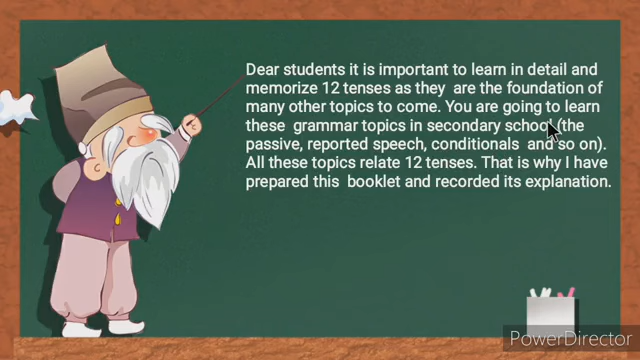 Dear students it is important to learn in detail and
memorize 12 tenses as they are the foundation of
many other topics to come. You are going to learn
these grammar topics in secondary school (the
passive, reported speech, conditionals and so on).
All these topics relate 12 tenses. That is why I have
prepared this booklet and recorded its explanation.
PowerDirector